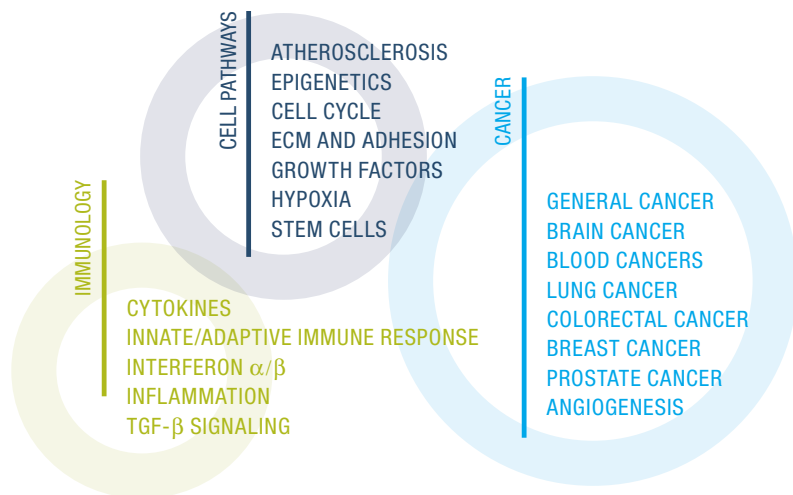 CELL PATHWAYS
ATHEROSCLEROSIS
EPIGENETICS
CELL CYCLE
ECM AND ADHESION
GROWTH FACTORS
HYPOXIA
STEM CELLS
CANCER
GENERAL CANCER
BRAIN CANCER
BLOOD CANCERS
LUNG CANCER
COLORECTAL CANCER
BREAST CANCER
PROSTATE CANCER
ANGIOGENESIS
IMMUNOLOGY
CYTOKINES
INNATE/ADAPTIVE IMMUNE RESPONSE
INTERFERON α/β
INFLAMMATION
TGF-β SIGNALING